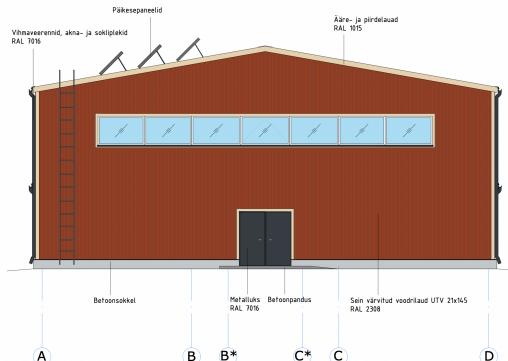 Päikesepaneelid
Ääre- ja piirdelauad
RAL 1015
Vihmaveerennid, akna- ja sokliplekid
RAL 7016
Betoonsokkel
Metalluks
RAL 7016
Betoonpandus
Sein värvitud voodrilaud UTV 21x145
RAL 2308
A
B
B*
C*
C
D